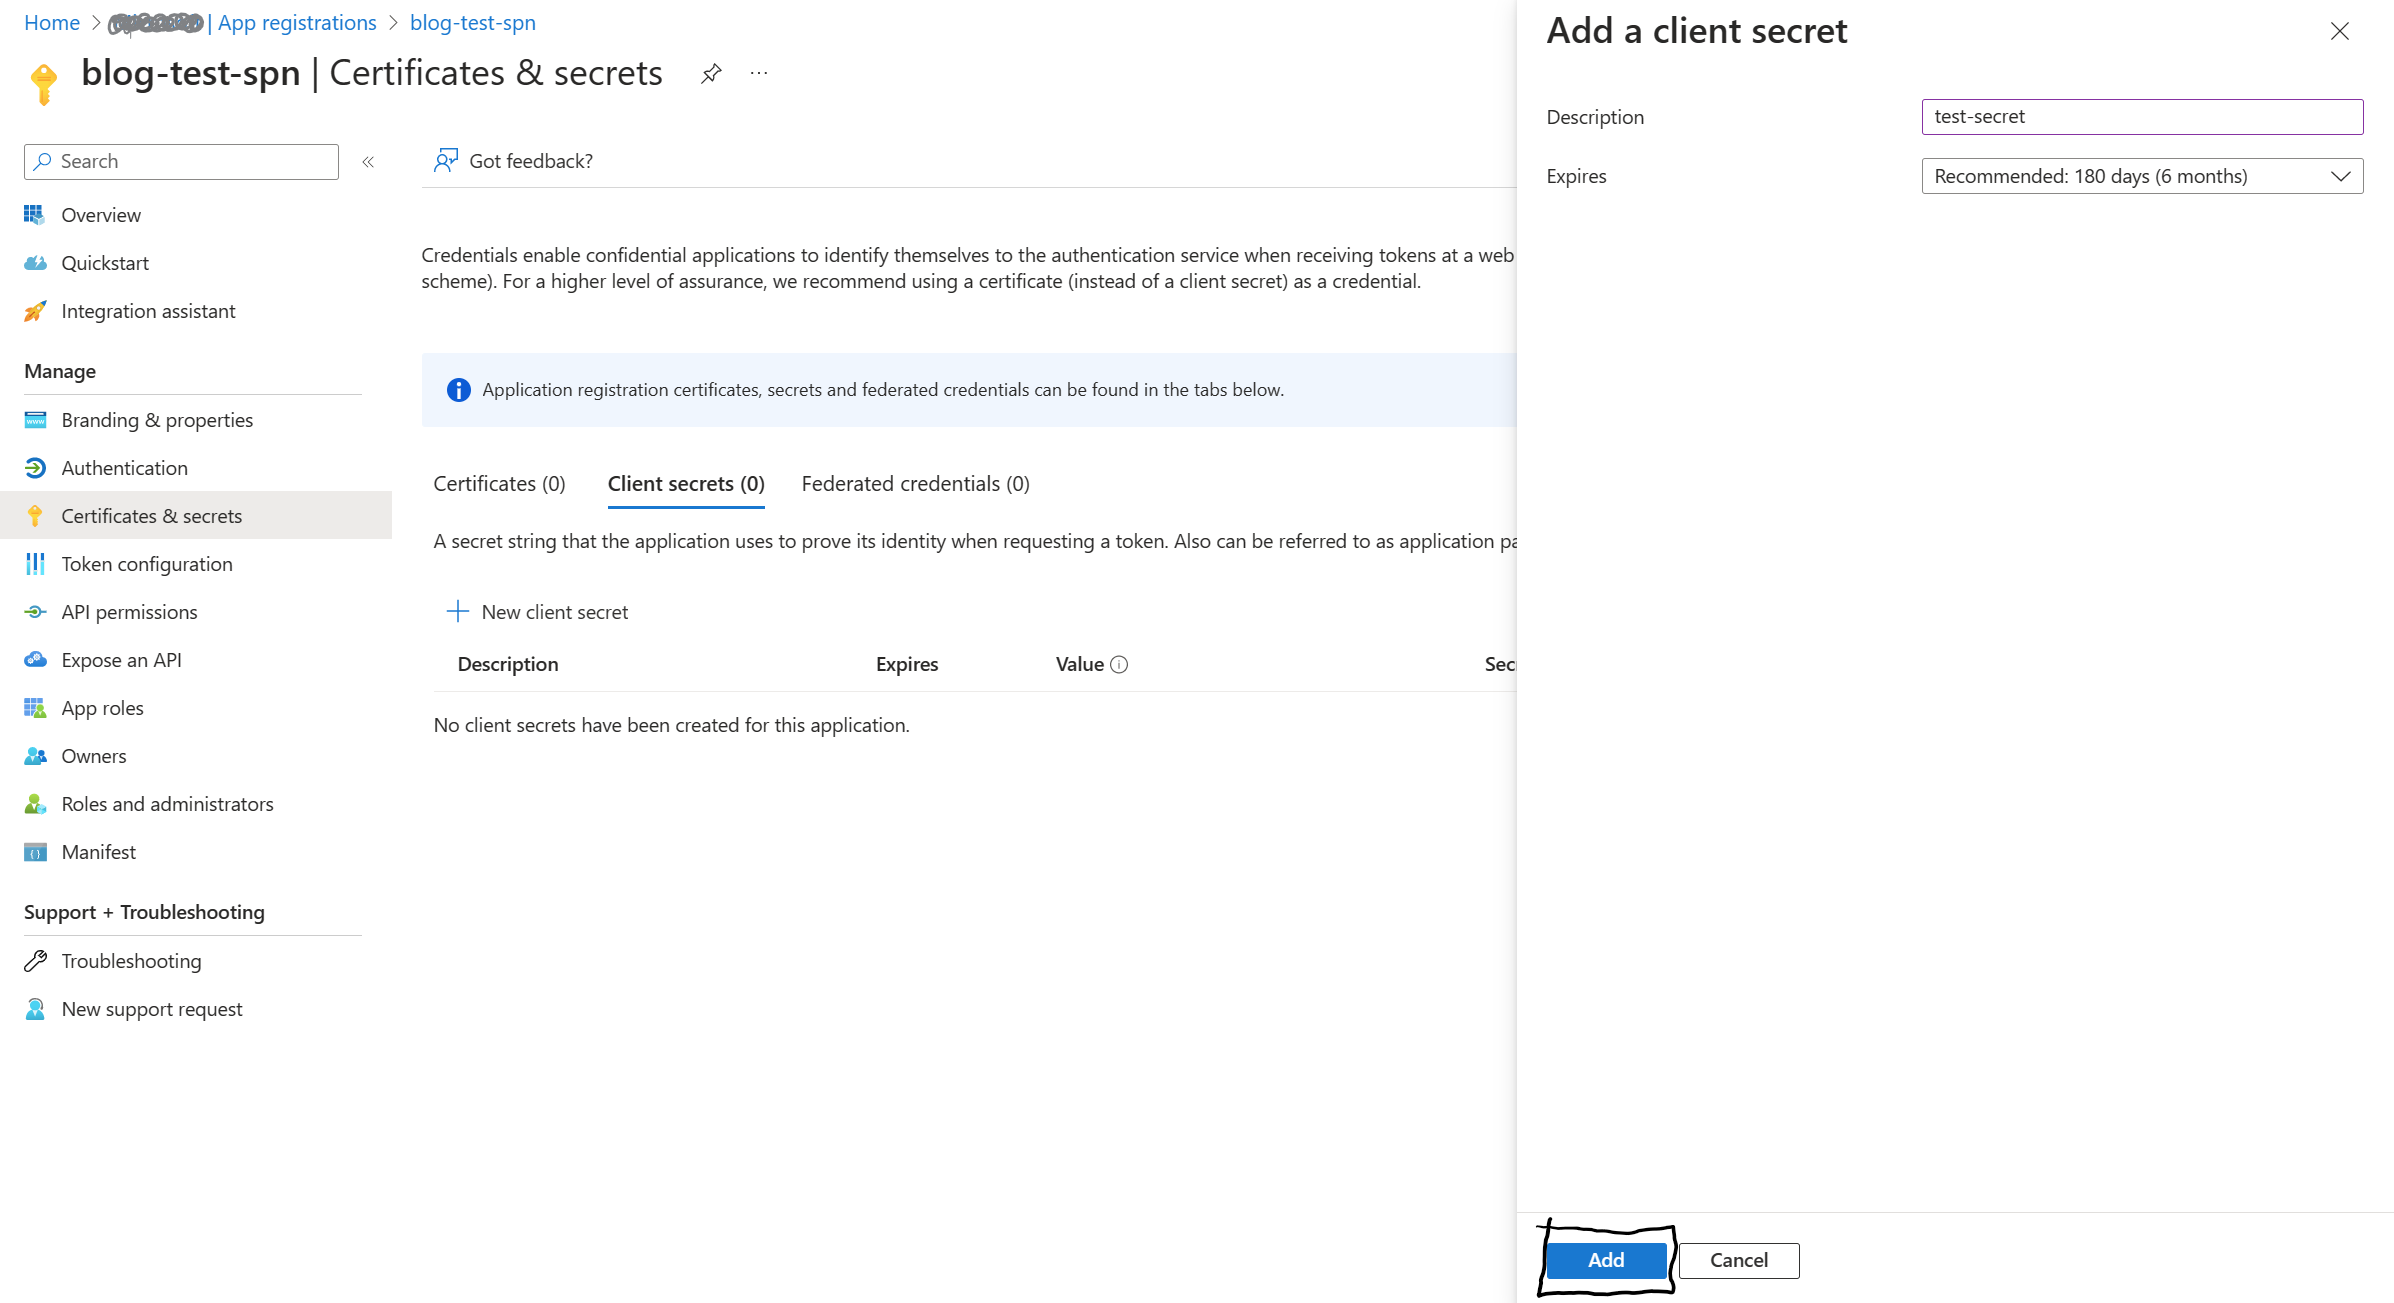 Home > | App registrations > blog-test-spn
blog-test-spn | Certificates & secrets
Search
Overview
Quickstart
Integration assistant
Manage
Branding & properties
Authentication
Certificates & secrets
Token configuration
API permissions
Expose an API
App roles
Owners
Roles and administrators
Manifest
Support + Troubleshooting
Troubleshooting
New support request
Got feedback?
Credentials enable confidential applications to identify themselves to the authentication service when receiving tokens at a web
scheme). For a higher level of assurance, we recommend using a certificate (instead of a client secret) as a credential.
Application registration certificates, secrets and federated credentials can be found in the tabs below.
Certificates (0) Client secrets (0) Federated credentials (0)
A secret string that the application uses to prove its identity when requesting a token. Also can be referred to as application pa
New client secret
Description Expires Value Sec
No client secrets have been created for this application.
Add a client secret
Description test-secret
Expires Recommended: 180 days (6 months)
Add Cancel